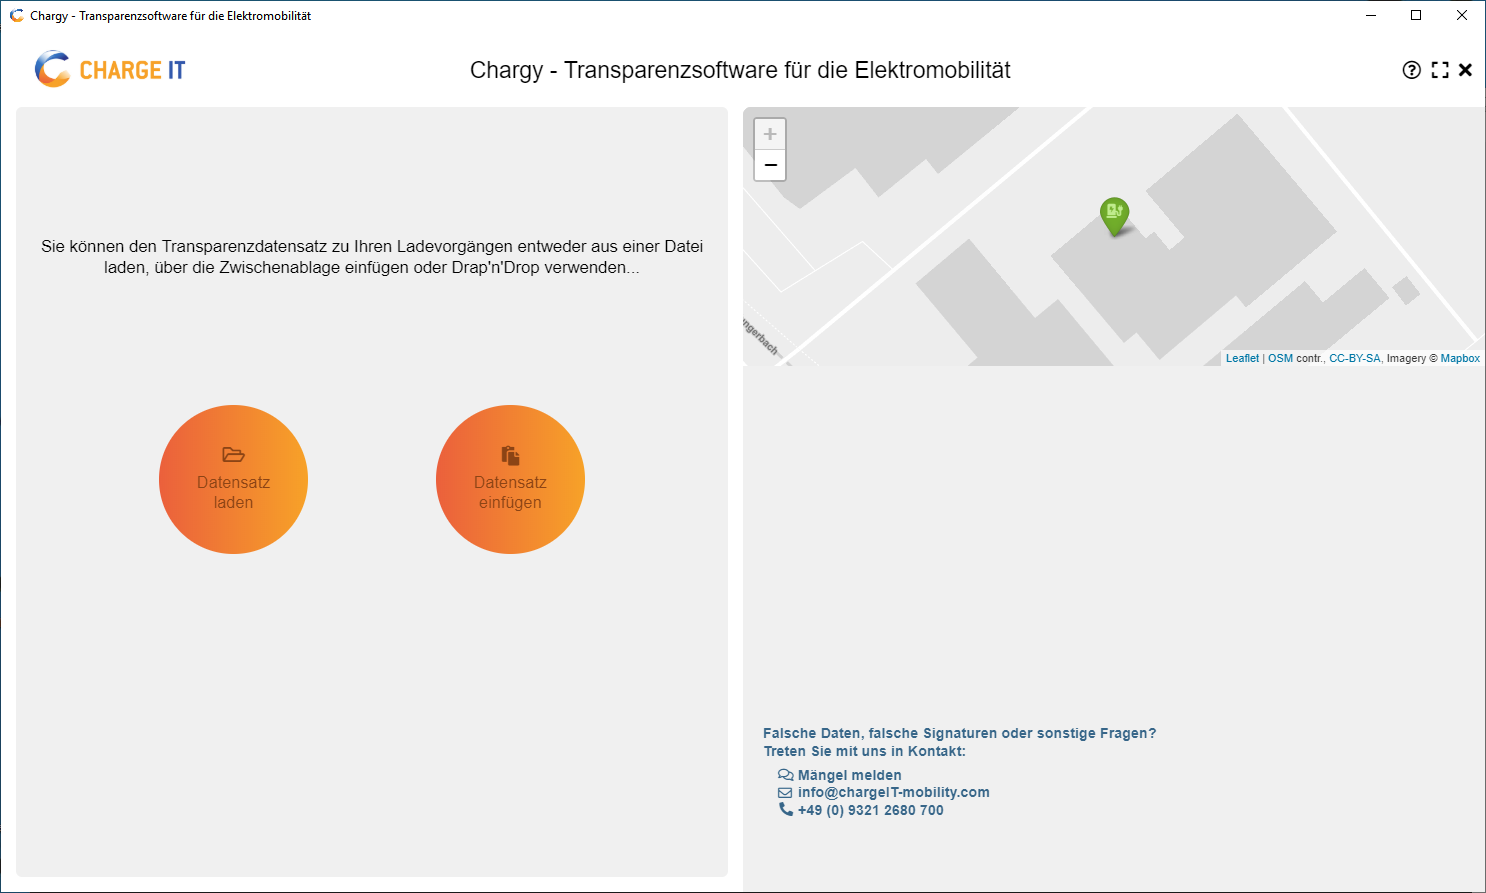 Chargy - Transparenzsoftware für die Elektromobilität
CHARGE IT
Chargy - Transparenzsoftware für die Elektromobilität
Sie können den Transparenzdatensatz zu Ihren Ladevorgängen entweder aus einer Datei
laden, über die Zwischenablage einfügen oder Drap'n'Drop verwenden...
Datensatz
laden
Datensatz
einfügen
+
−
ngerbach
Leaflet | OSM contr., CC-BY-SA, Imagery © Mapbox
Falsche Daten, falsche Signaturen oder sonstige Fragen?
Treten Sie mit uns in Kontakt:
Mängel melden
info@chargeIT-mobility.com
+49 (0) 9321 2680 700